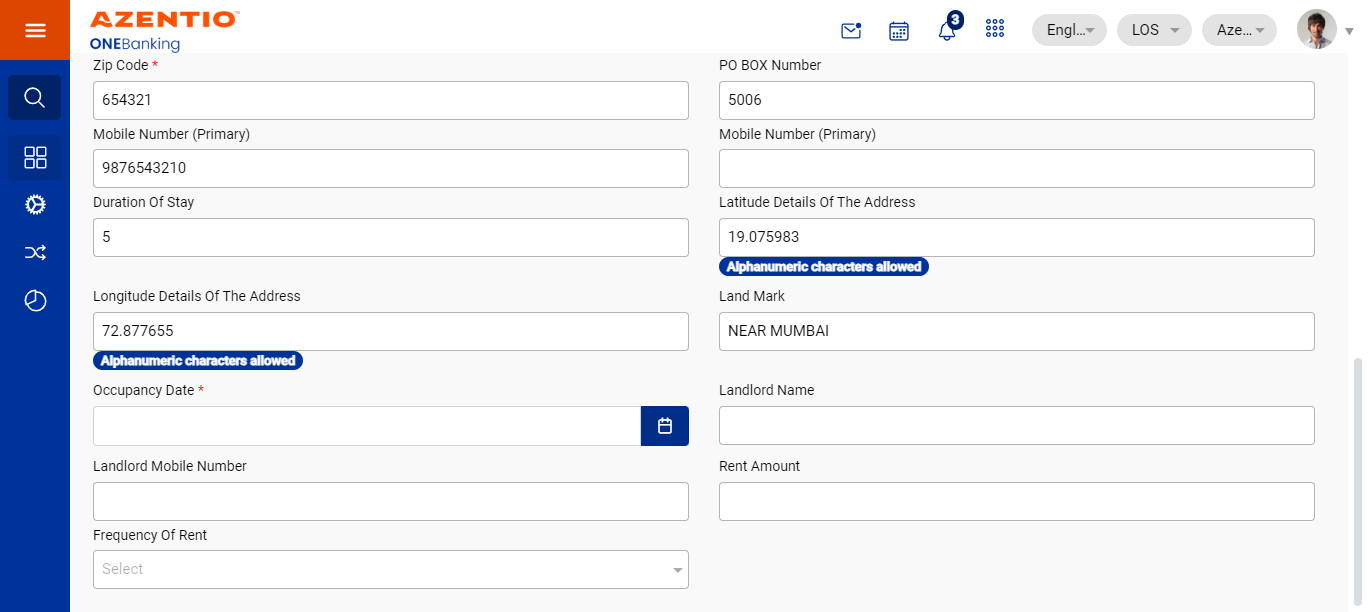 AZENTIO™
ONEBanking
3
Engl...
LOS
Aze...
Zip Code *
PO BOX Number
654321
5006
Mobile Number (Primary)
Mobile Number (Primary)
9876543210
Duration Of Stay
Latitude Details Of The Address
5
19.075983
Alphanumeric characters allowed
Longitude Details Of The Address
Land Mark
72.877655
NEAR MUMBAI
Alphanumeric characters allowed
Occupancy Date *
Landlord Name
Landlord Mobile Number
Rent Amount
Frequency Of Rent
Select